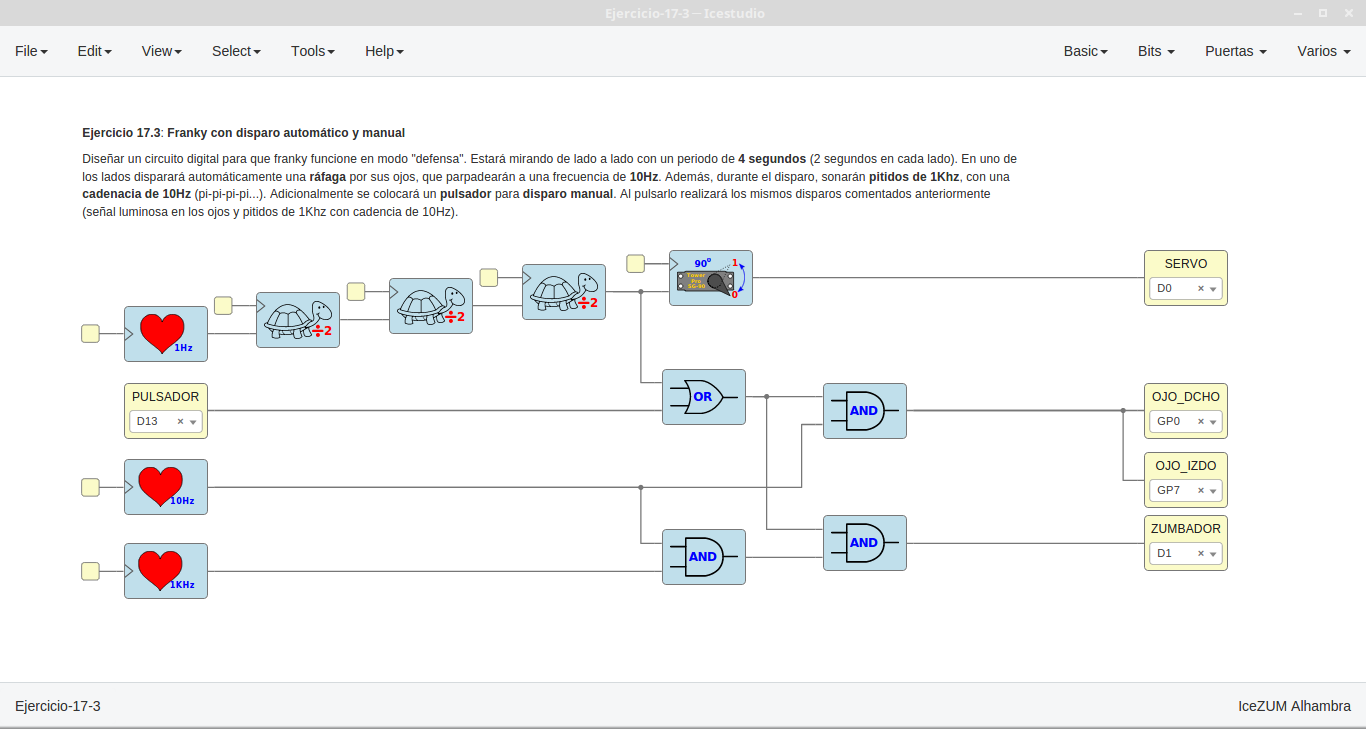 Ejercicio-17-3 – Icestudio
File Edit View Select Tools Help Basic Bits Puertas Varios
Ejercicio 17.3: Franky con disparo automático y manual
Diseñar un circuito digital para que franky funcione en modo "defensa". Estará mirando de lado a lado con un periodo de 4 segundos (2 segundos en cada lado). En uno de
los lados disparará automáticamente una ráfaga por sus ojos, que parpadearán a una frecuencia de 10Hz. Además, durante el disparo, sonarán pitidos de 1Khz, con una
cadenacia de 10Hz (pi-pi-pi-pi...). Adicionalmente se colocará un pulsador para disparo manual. Al pulsarlo realizará los mismos disparos comentados anteriormente
(señal luminosa en los ojos y pitidos de 1Khz con cadencia de 10Hz).
1Hz
÷2
÷2
÷2
90º
1
Tower
Pro
SG-90
0
SERVO
D0
PULSADOR
D13
OR
AND
OJO_DCHO
GP0
OJO_IZDO
GP7
10Hz
AND
AND
ZUMBADOR
D1
1KHz
Ejercicio-17-3
IceZUM Alhambra